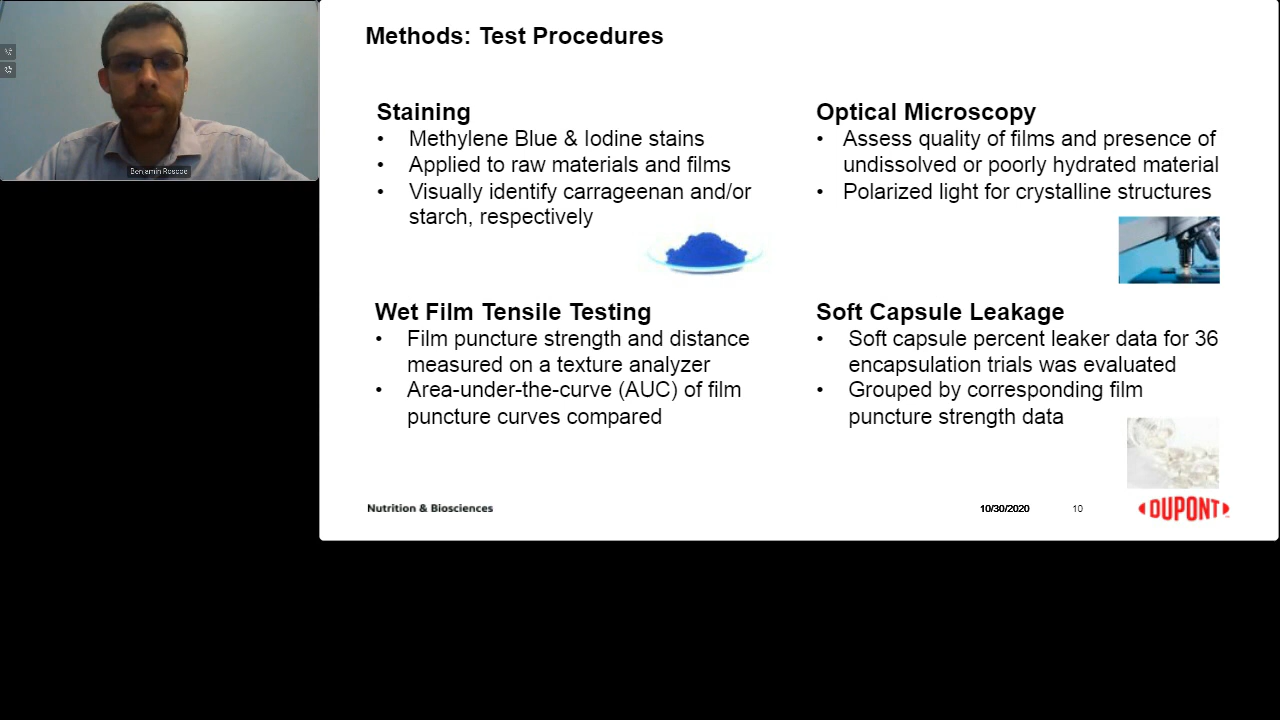 Benjamin Roscoe
Methods: Test Procedures
Staining
• Methylene Blue & Iodine stains
• Applied to raw materials and films
• Visually identify carrageenan and/or
starch, respectively
Optical Microscopy
• Assess quality of films and presence of
undissolved or poorly hydrated material
• Polarized light for crystalline structures
Wet Film Tensile Testing
• Film puncture strength and distance
measured on a texture analyzer
• Area-under-the-curve (AUC) of film
puncture curves compared
Soft Capsule Leakage
• Soft capsule percent leaker data for 36
encapsulation trials was evaluated
• Grouped by corresponding film
puncture strength data
Nutrition & Biosciences
10/30/2020
10
DUPONT